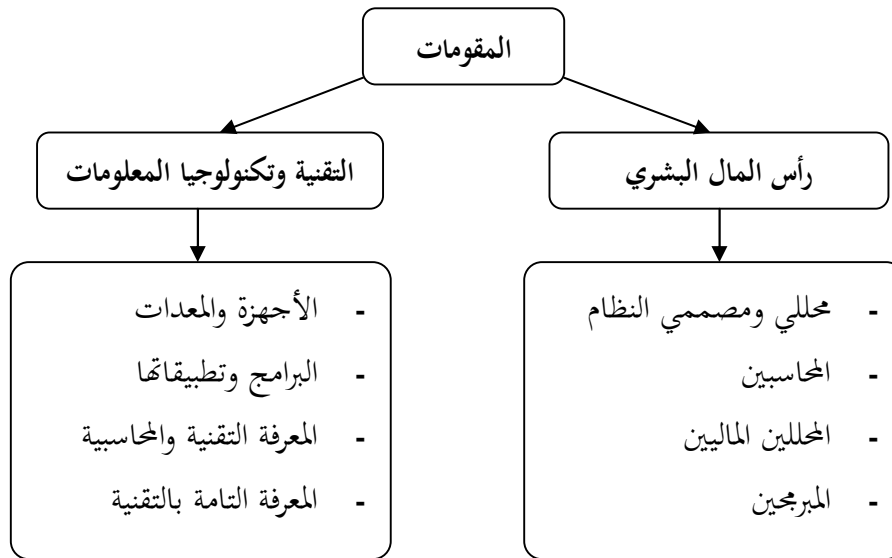 المقومات
رأس المال البشري
التقنية وتكنولوجيا المعلومات
- محللي ومصممي النظام
- المحاسبين
- المحللين الماليين
- المبرمجين
- الأجهزة والمعدات
- البرامج وتطبيقاتها
- المعرفة التقنية والمحاسبية
- المعرفة التامة بالتقنية